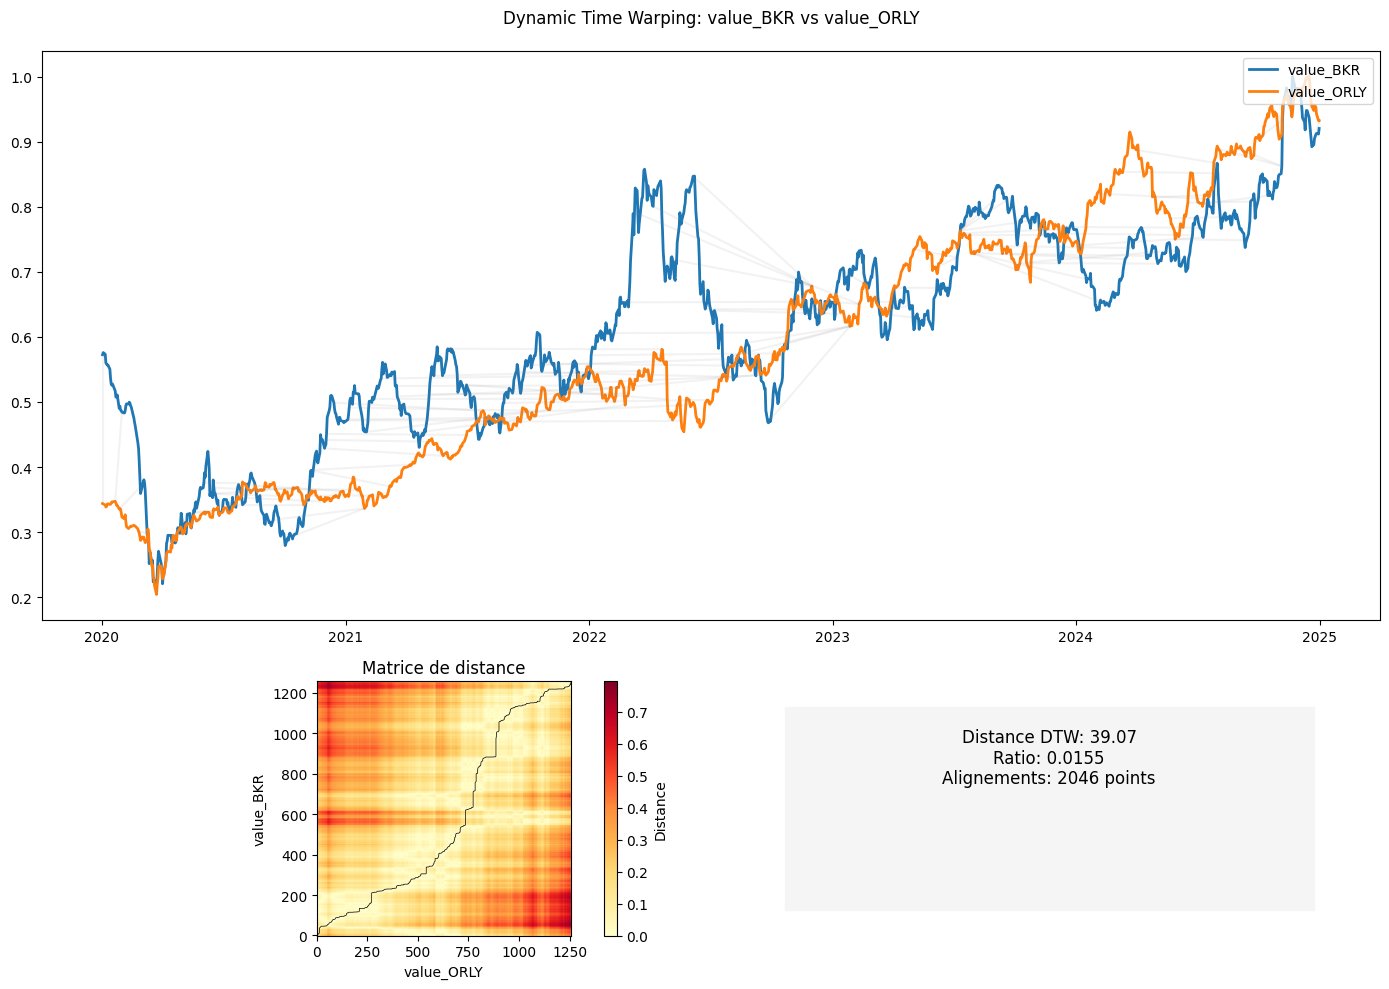 Dynamic Time Warping: value_BKR vs value_ORLY
value_BKR
value_ORLY
1.0
0.9
0.8
0.7
0.6
0.5
0.4
0.3
0.2
2020 2021 2022 2023 2024 2025
Matrice de distance
value_BKR
1200
1000
800
600
400
200
0
0 250 500 750 1000 1250
value_ORLY
0.7
0.6
0.5
0.4
0.3
0.2
0.1
0.0
Distance
Distance DTW: 39.07
Ratio: 0.0155
Alignements: 2046 points